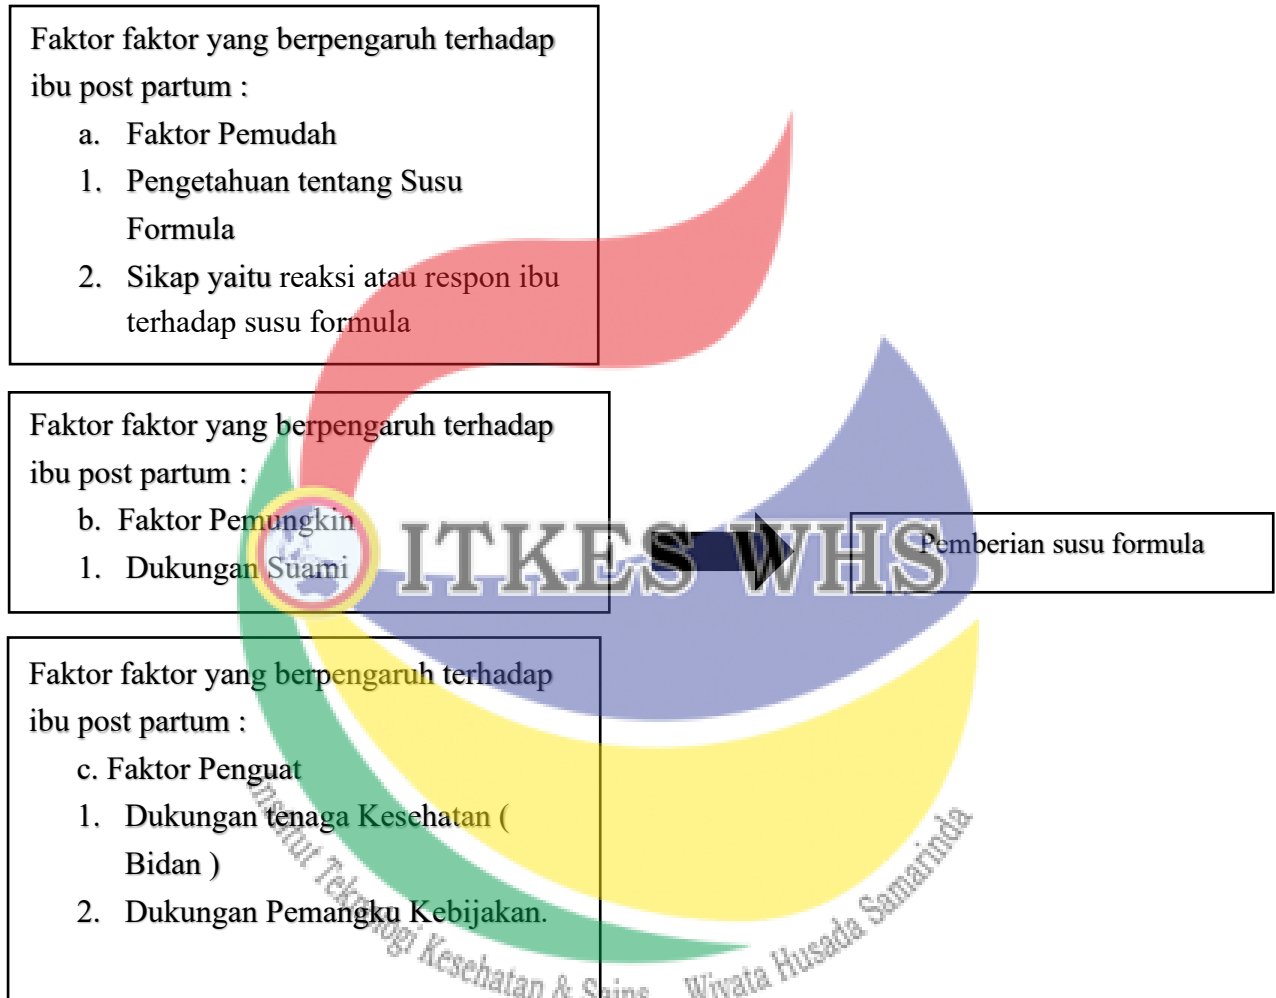 Faktor faktor yang berpengaruh terhadap
ibu post partum :
a. Faktor Pemudah
1. Pengetahuan tentang Susu
Formula
2. Sikap yaitu reaksi atau respon ibu
terhadap susu formula
Faktor faktor yang berpengaruh terhadap
ibu post partum :
b. Faktor Pemungkin
1. Dukungan Suami
ITKES WHS
Pemberian susu formula
Faktor faktor yang berpengaruh terhadap
ibu post partum :
c. Faktor Penguat
1. Dukungan tenaga Kesehatan (
Bidan )
2. Dukungan Pemangku Kebijakan.
Institut Teknologi Kesehatan & Sains Wiyata Husada Samarinda